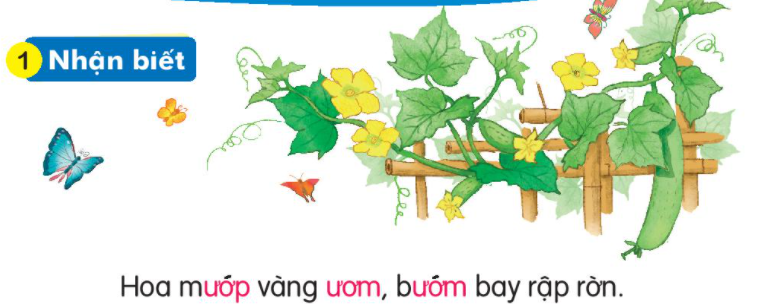 1 Nhận biết
Hoa mướp vàng ươm, bướm bay rập rờn.